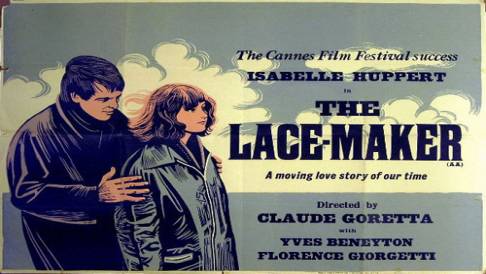 The Cannes Film Festival success
ISABELLE HUPPERT
in
THE
LACE-MAKER
(AA)
A moving love story of our time
Directed by
CLAUDE GORETTA
with
YVES BENEYTON
FLORENCE GIORGETTI